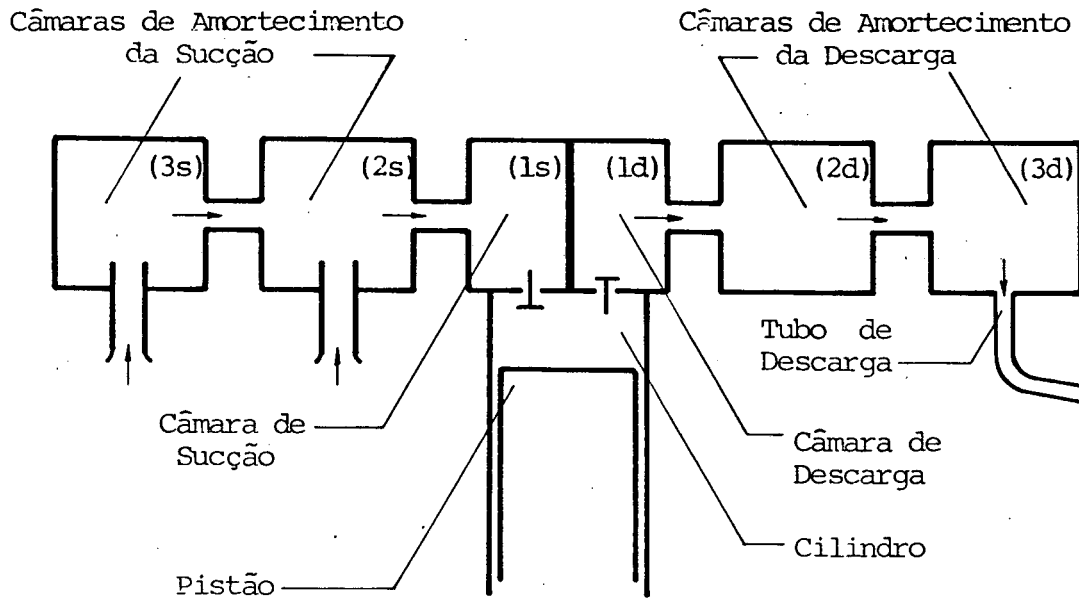 Câmaras de Amortecimento
da Sucção
Câmaras de Amortecimento
da Descarga
(3s)
(2s)
(1s)
(1d)
(2d)
(3d)
Tubo de
Descarga
Câmara de
Sucção
Câmara de
Descarga
Cilindro
Pistão